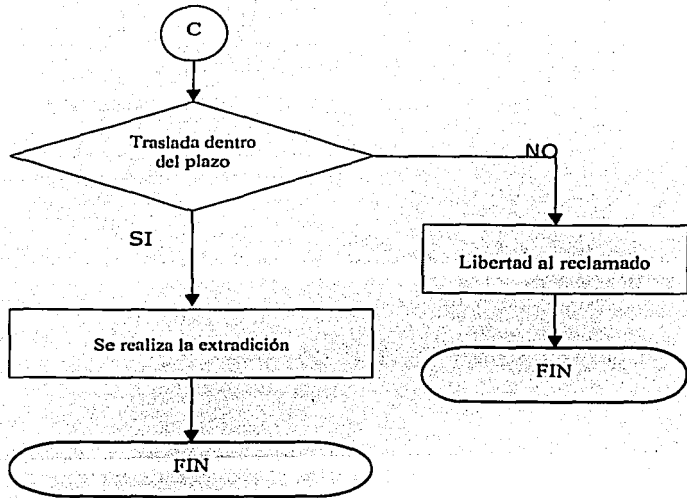 C
Traslada dentro
del plazo
NO
SI
Libertad al reclamado
Se realiza la extradición
FIN
FIN